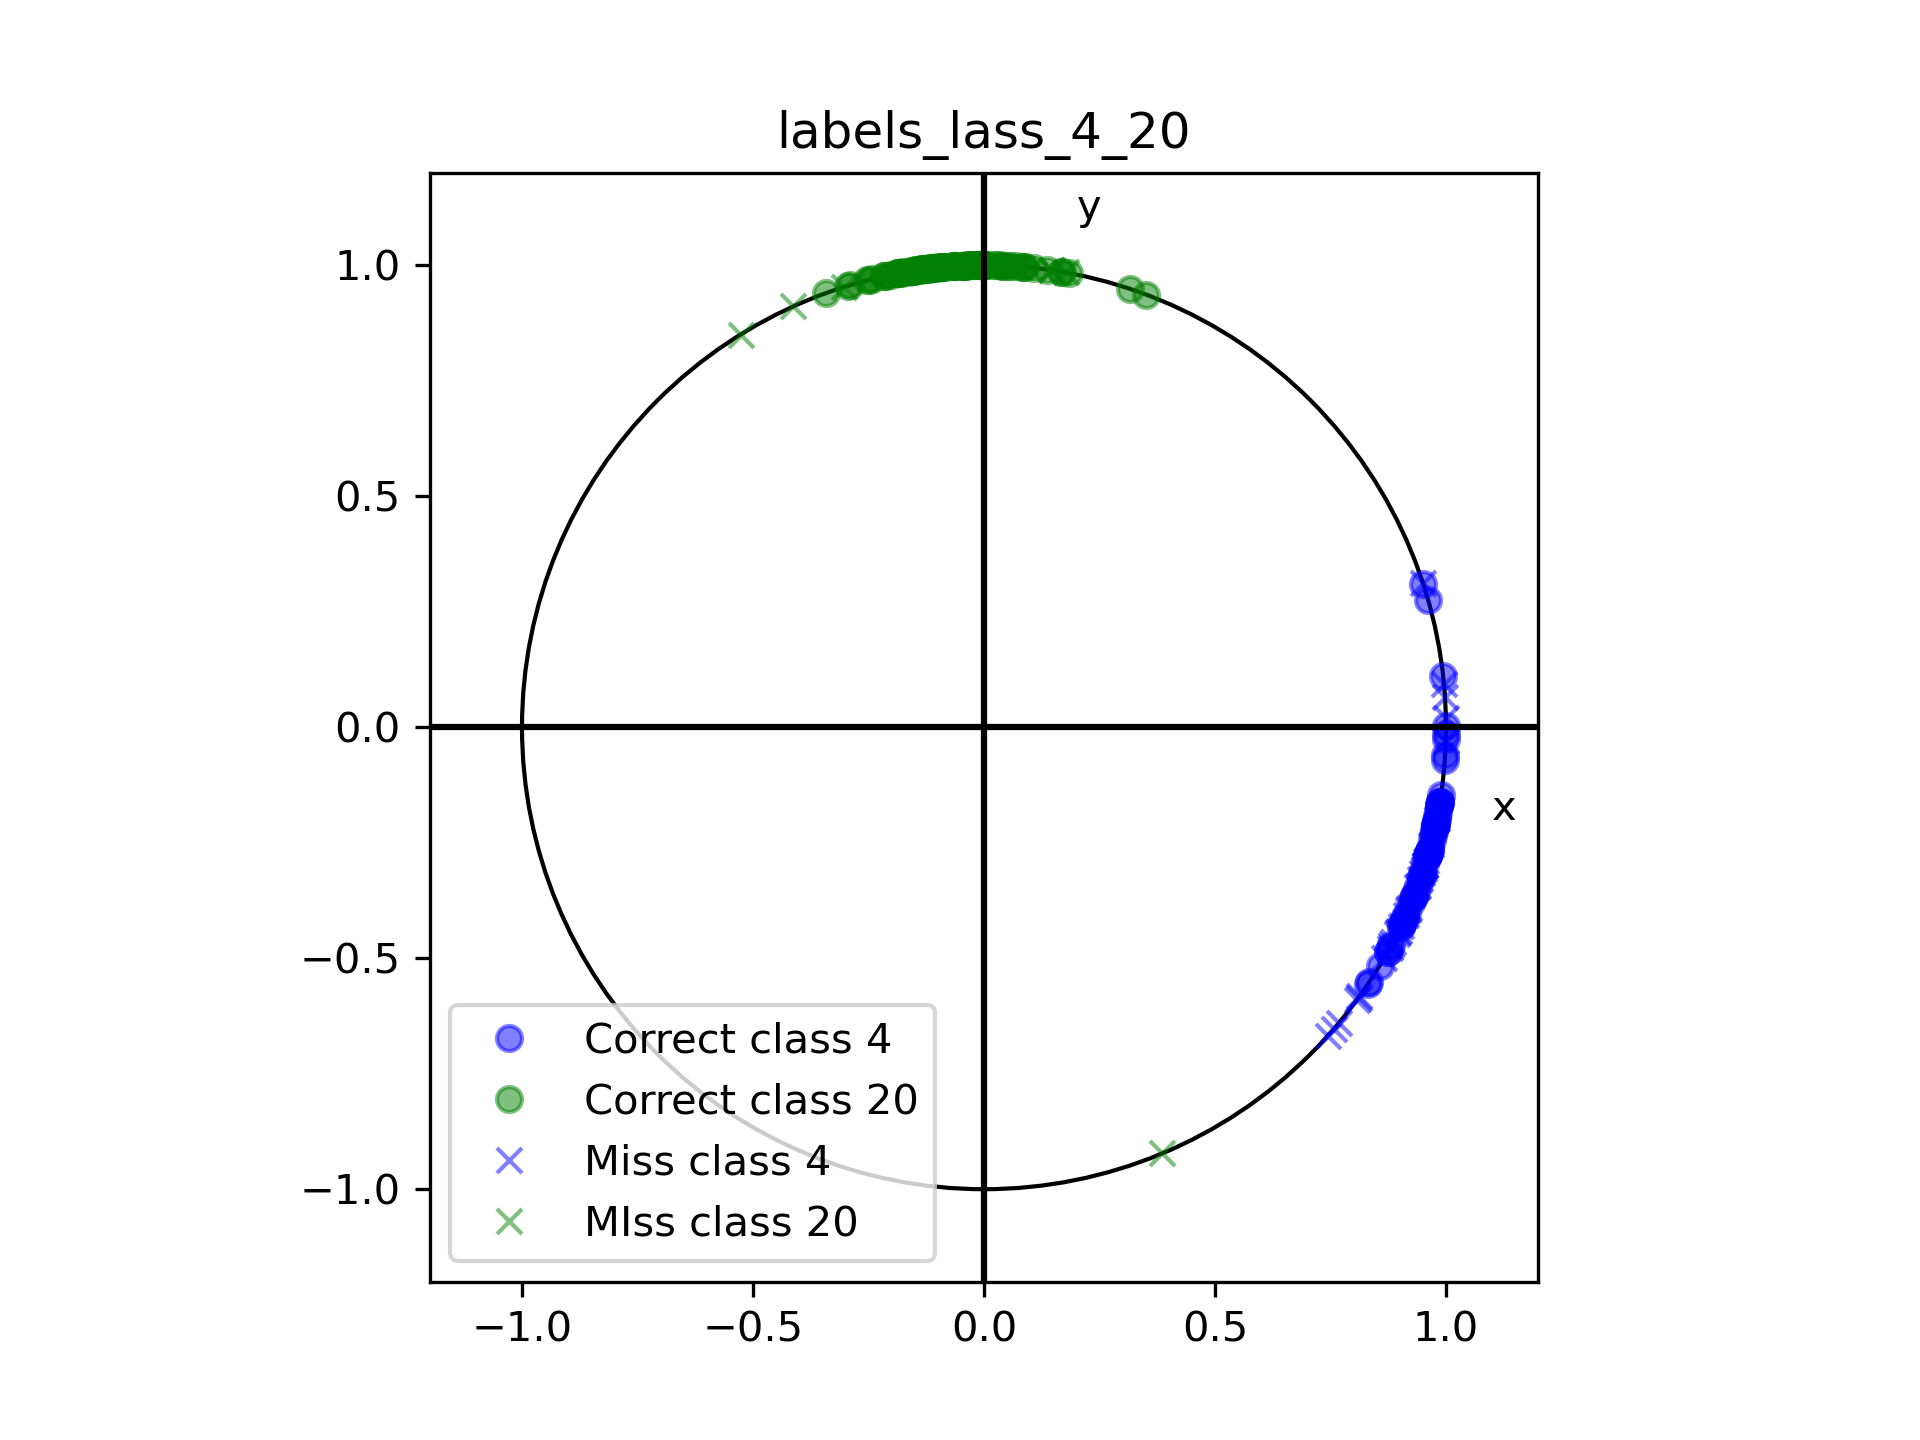 labels_lass_4_20
y
1.0
0.5
0.0
x
−0.5
−1.0
Correct class 4
Correct class 20
Miss class 4
MIss class 20
−1.0 −0.5 0.0 0.5 1.0